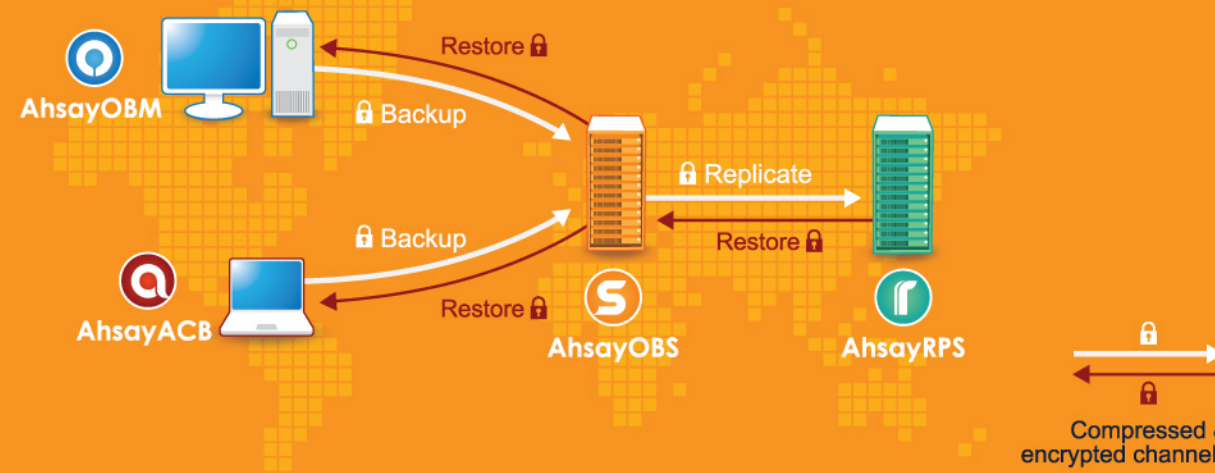 Restore
AhsayOBM
Backup
Replicate
Backup
Restore
Restore
AhsayACB
AhsayOBS
AhsayRPS
Compressed
encrypted channel